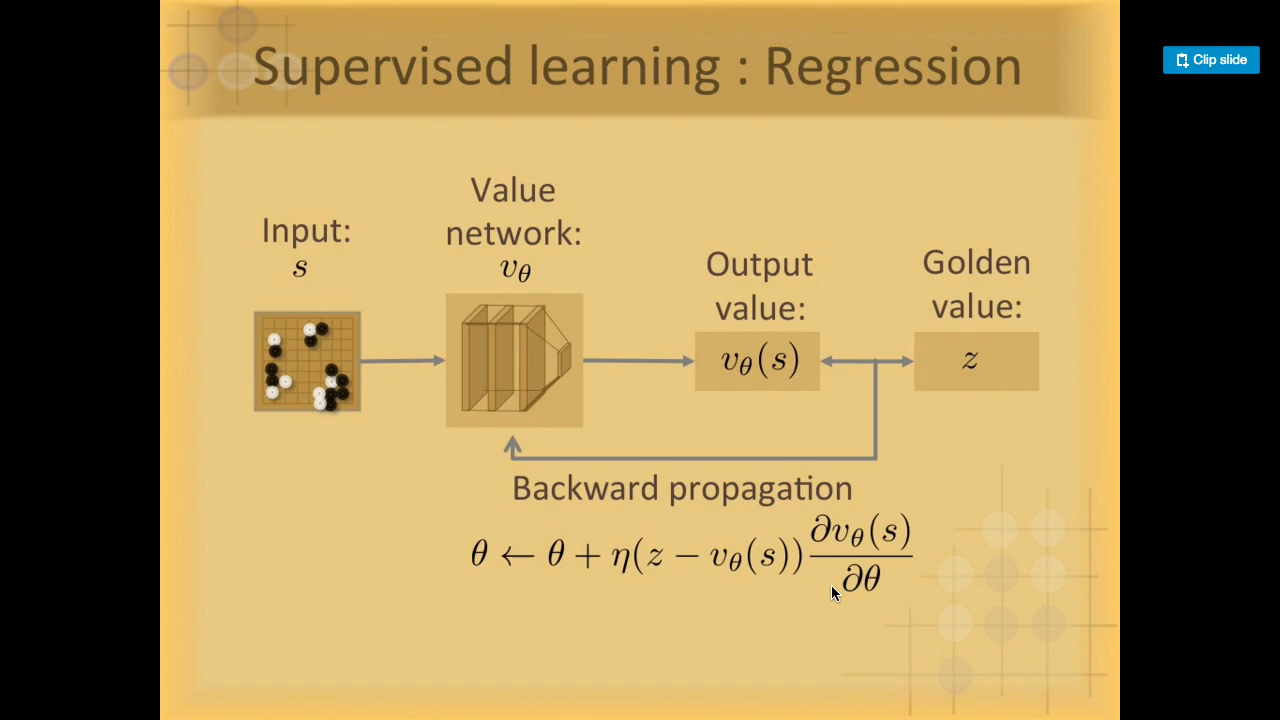 Supervised learning : Regression
Clip slide
Input:
s
Value
network:
v_θ
Output
value:
v_θ(s)
Golden
value:
z
Backward propagation
θ ← θ + η(z − v_θ(s)) ∂v_θ(s)/∂θ